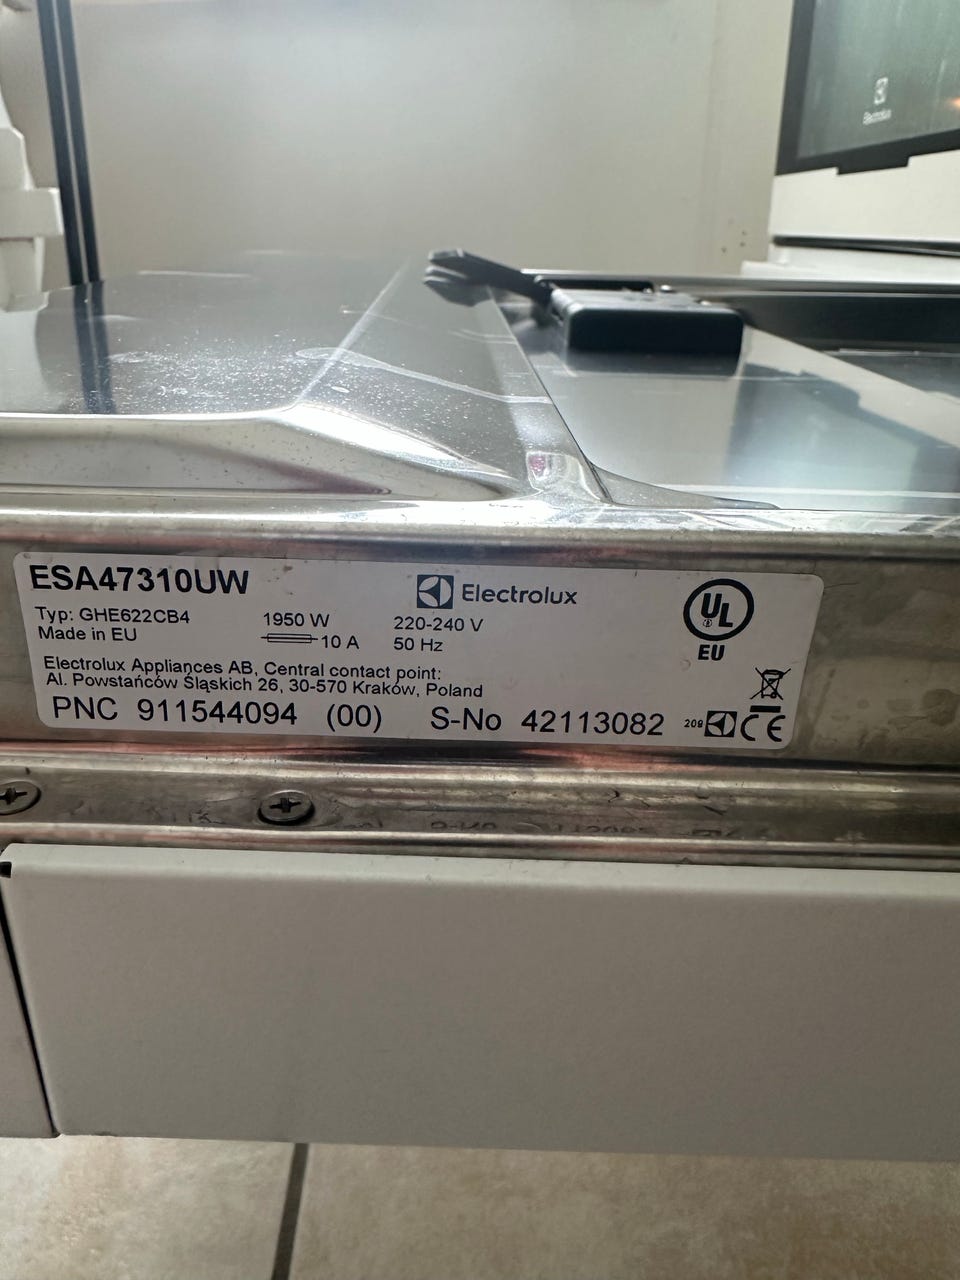 Electrolux
ESA47310UW
Electrolux
Typ: GHE622CB4
1950 W
220-240 V
Made in EU
10 A
50 Hz
UL
EU
Electrolux Appliances AB, Central contact point:
Al. Powstańców Śląskich 26, 30-570 Kraków, Poland
PNC 911544094 (00) S-No 42113082
CE